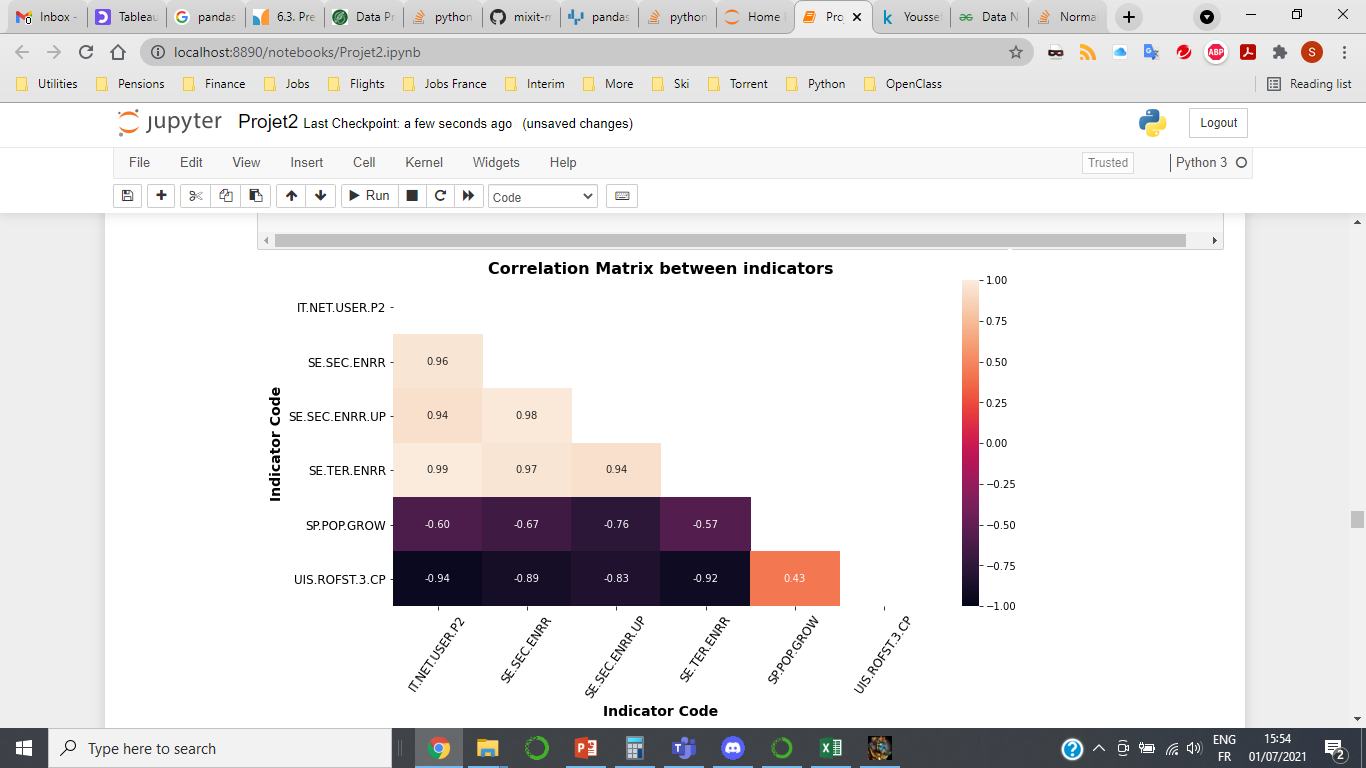 Inbox - Tableau pandas 6.3. Pre Data Pr python mixit-m pandas python Home Proj Yousse Data N Norma
localhost:8890/notebooks/Projet2.ipynb ABP S
Utilities Pensions Finance Jobs Flights Jobs France Interim More Ski Torrent Python OpenClass Reading list
jupyter Projet2 Last Checkpoint: a few seconds ago (unsaved changes) Logout
File Edit View Insert Cell Kernel Widgets Help Trusted Python 3
Run Code
Correlation Matrix between indicators
IT.NET.USER.P2
SE.SEC.ENRR 0.96
SE.SEC.ENRR.UP 0.94 0.98
SE.TER.ENRR 0.99 0.97 0.94
SP.POP.GROW -0.60 -0.67 -0.76 -0.57
UIS.ROFST.3.CP -0.94 -0.89 -0.83 -0.92 0.43
Indicator Code
IT.NET.USER.P2 SE.SEC.ENRR SE.SEC.ENRR.UP SE.TER.ENRR SP.POP.GROW UIS.ROFST.3.CP
Indicator Code
1.00
0.75
0.50
0.25
0.00
−0.25
−0.50
−0.75
−1.00
Type here to search
ENG
FR
15:54
01/07/2021
2